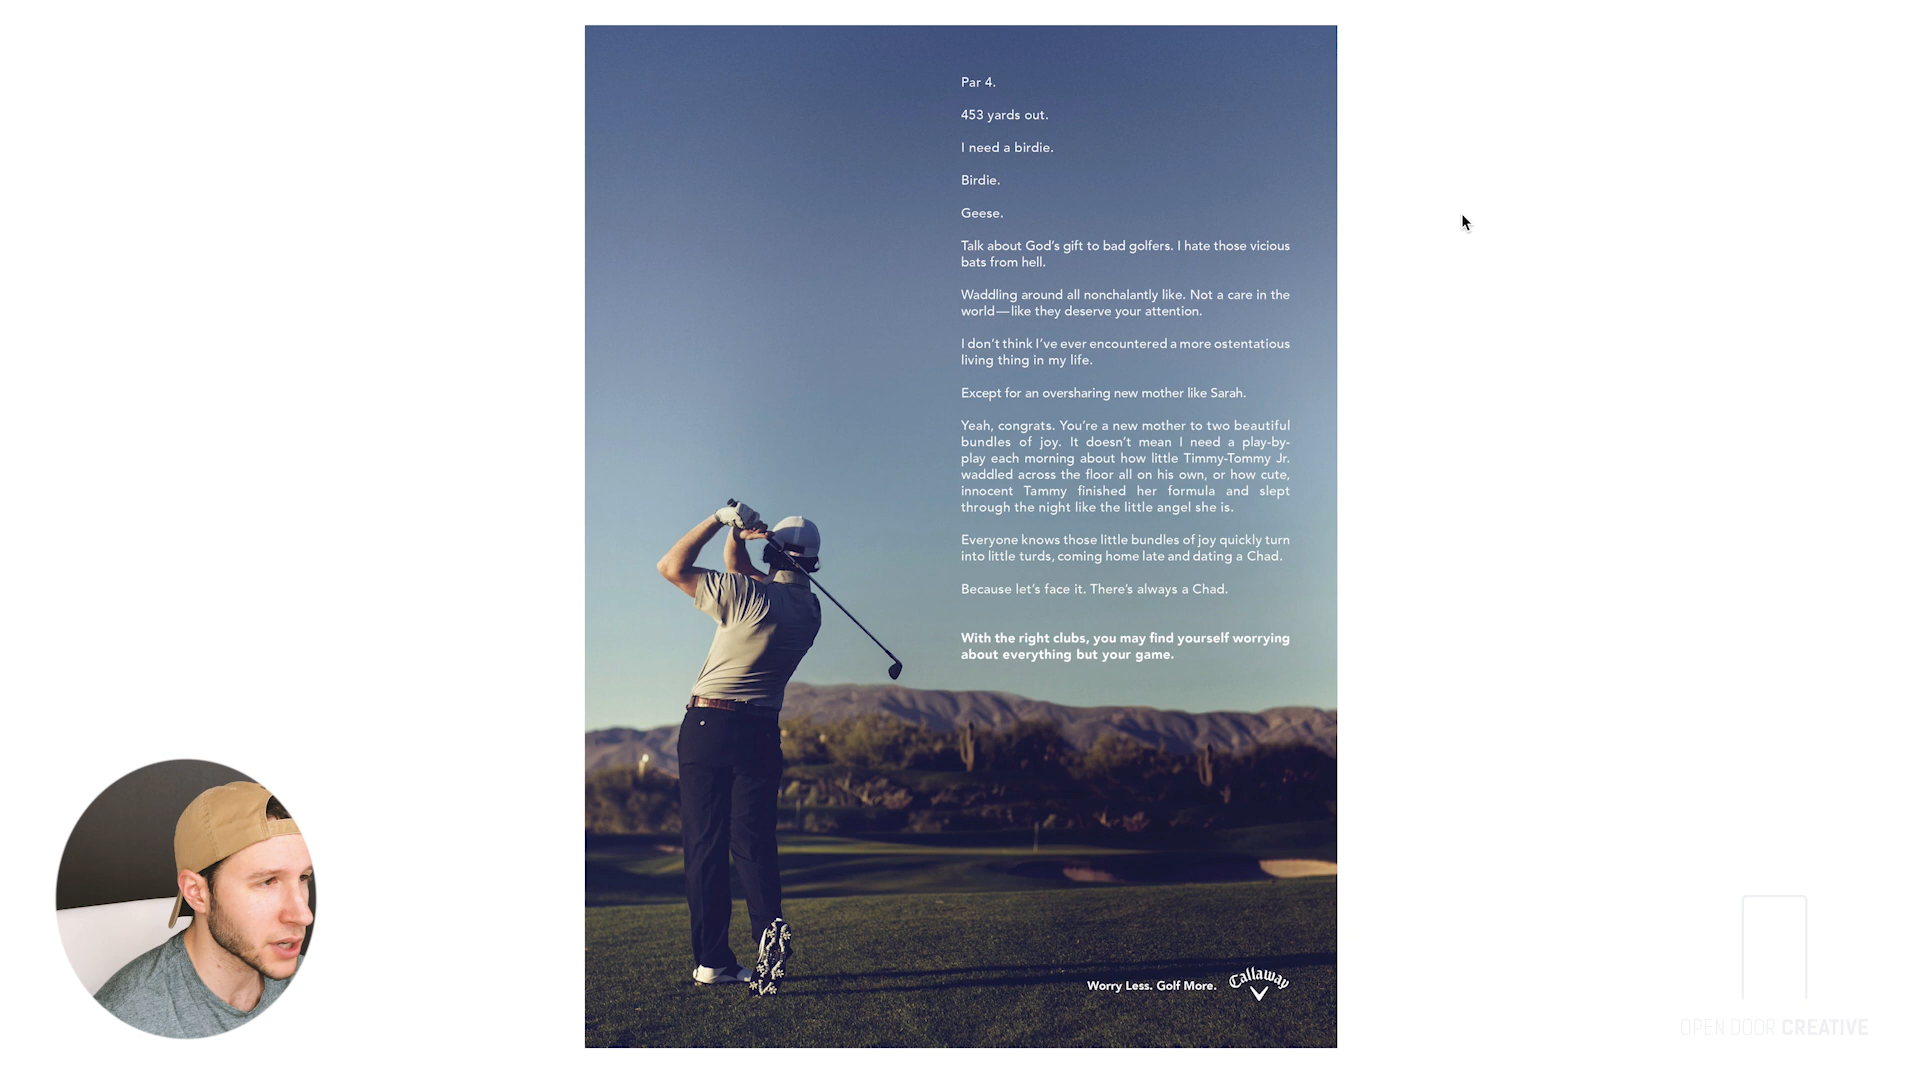 Par 4.
453 yards out.
I need a birdie.
Birdie.
Geese.
Talk about God's gift to bad golfers. I hate those vicious
bats from hell.
Waddling around all nonchalantly like. Not a care in the
world—like they deserve your attention.
I don't think I've ever encountered a more ostentatious
living thing in my life.
Except for an oversharing new mother like Sarah.
Yeah, congrats. You're a new mother to two beautiful
bundles of joy. It doesn't mean I need a play-by-
play each morning about how little Timmy-Tommy Jr.
waddled across the floor all on his own, or how cute,
innocent Tammy finished her formula and slept
through the night like the little angel she is.
Everyone knows those little bundles of joy quickly turn
into little turds, coming home late and dating a Chad.
Because let's face it. There's always a Chad.
With the right clubs, you may find yourself worrying
about everything but your game.
Worry Less. Golf More.
Callaway
OPEN DOOR CREATIVE